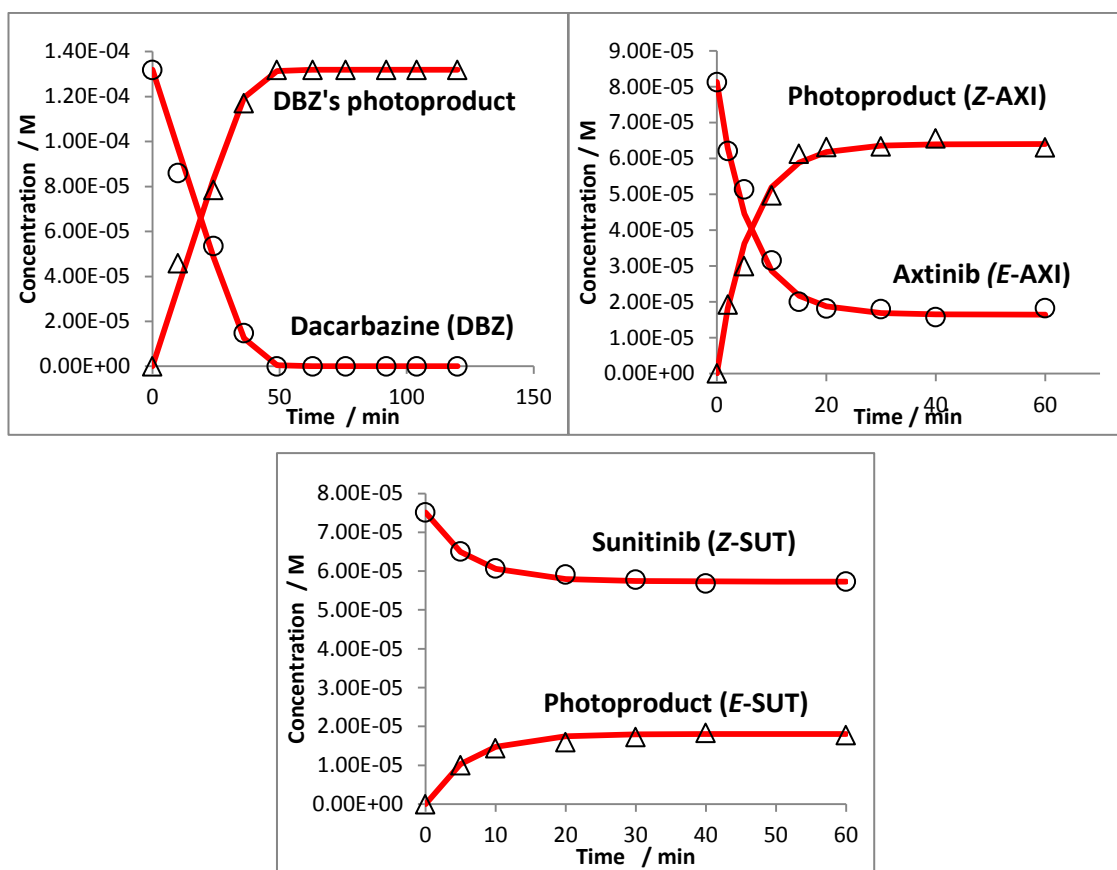 1.40E-04
1.20E-04
1.00E-04
8.00E-05
6.00E-05
4.00E-05
2.00E-05
0.00E+00
Concentration / M
DBZ's photoproduct
Dacarbazine (DBZ)
0 50 100 150
Time / min
9.00E-05
8.00E-05
7.00E-05
6.00E-05
5.00E-05
4.00E-05
3.00E-05
2.00E-05
1.00E-05
0.00E+00
Concentration / M
Photoproduct (Z-AXI)
Axtinib (E-AXI)
0 20 40 60
Time / min
8.00E-05
7.00E-05
6.00E-05
5.00E-05
4.00E-05
3.00E-05
2.00E-05
1.00E-05
0.00E+00
Concentration / M
Sunitinib (Z-SUT)
Photoproduct (E-SUT)
0 10 20 30 40 50 60
Time / min